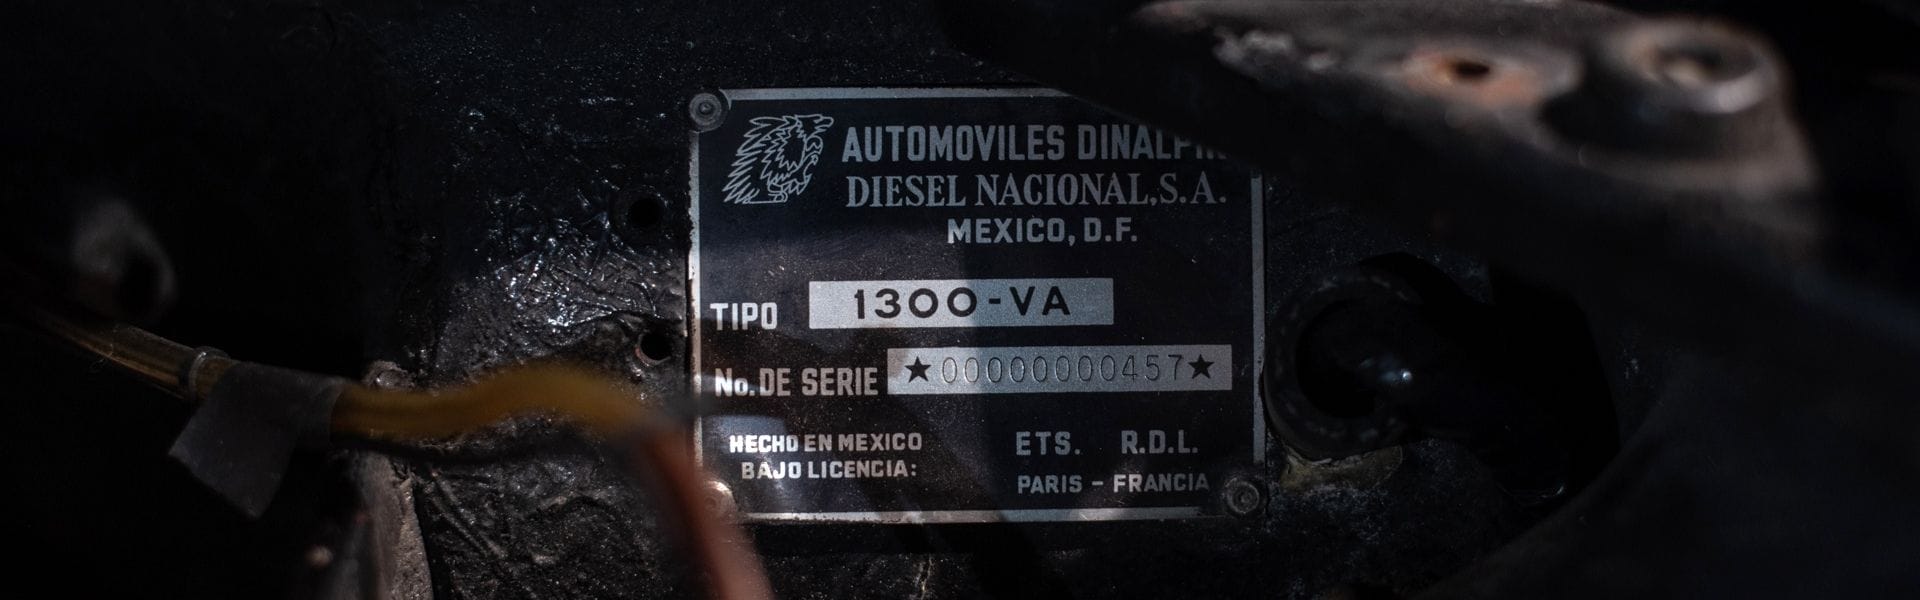 AUTOMOVILES
DIESEL NACIONAL, S.A.
MEXICO, D.F.
TIPO 1300-VA
No. DE SERIE ★00000000457★
HECHO EN MEXICO ETS. R.D.L.
BAJO LICENCIA: PARIS - FRANCIA